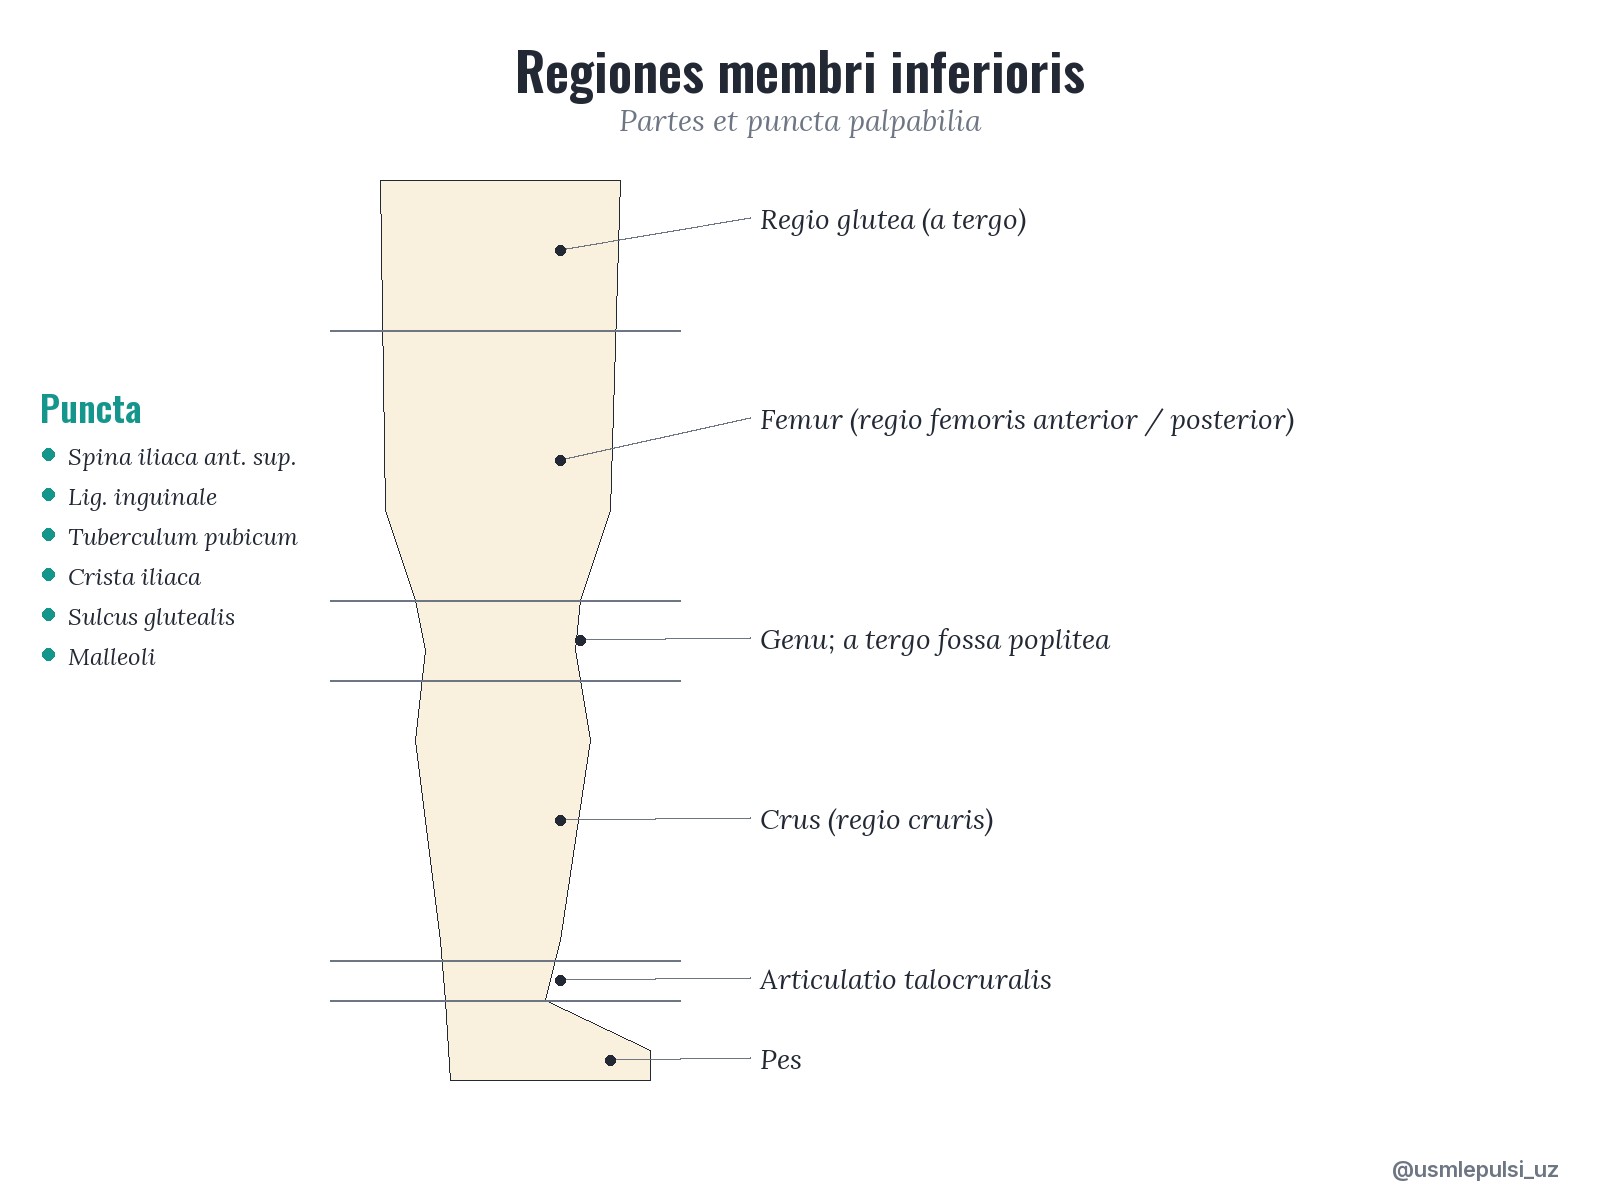 Regiones membri inferioris
Partes et puncta palpabilia
Regio glutea (a tergo)
Femur (regio femoris anterior / posterior)
Genu; a tergo fossa poplitea
Crus (regio cruris)
Articulatio talocruralis
Pes
Puncta
Spina iliaca ant. sup.
Lig. inguinale
Tuberculum pubicum
Crista iliaca
Sulcus glutealis
Malleoli
@usmlepulsi_uz